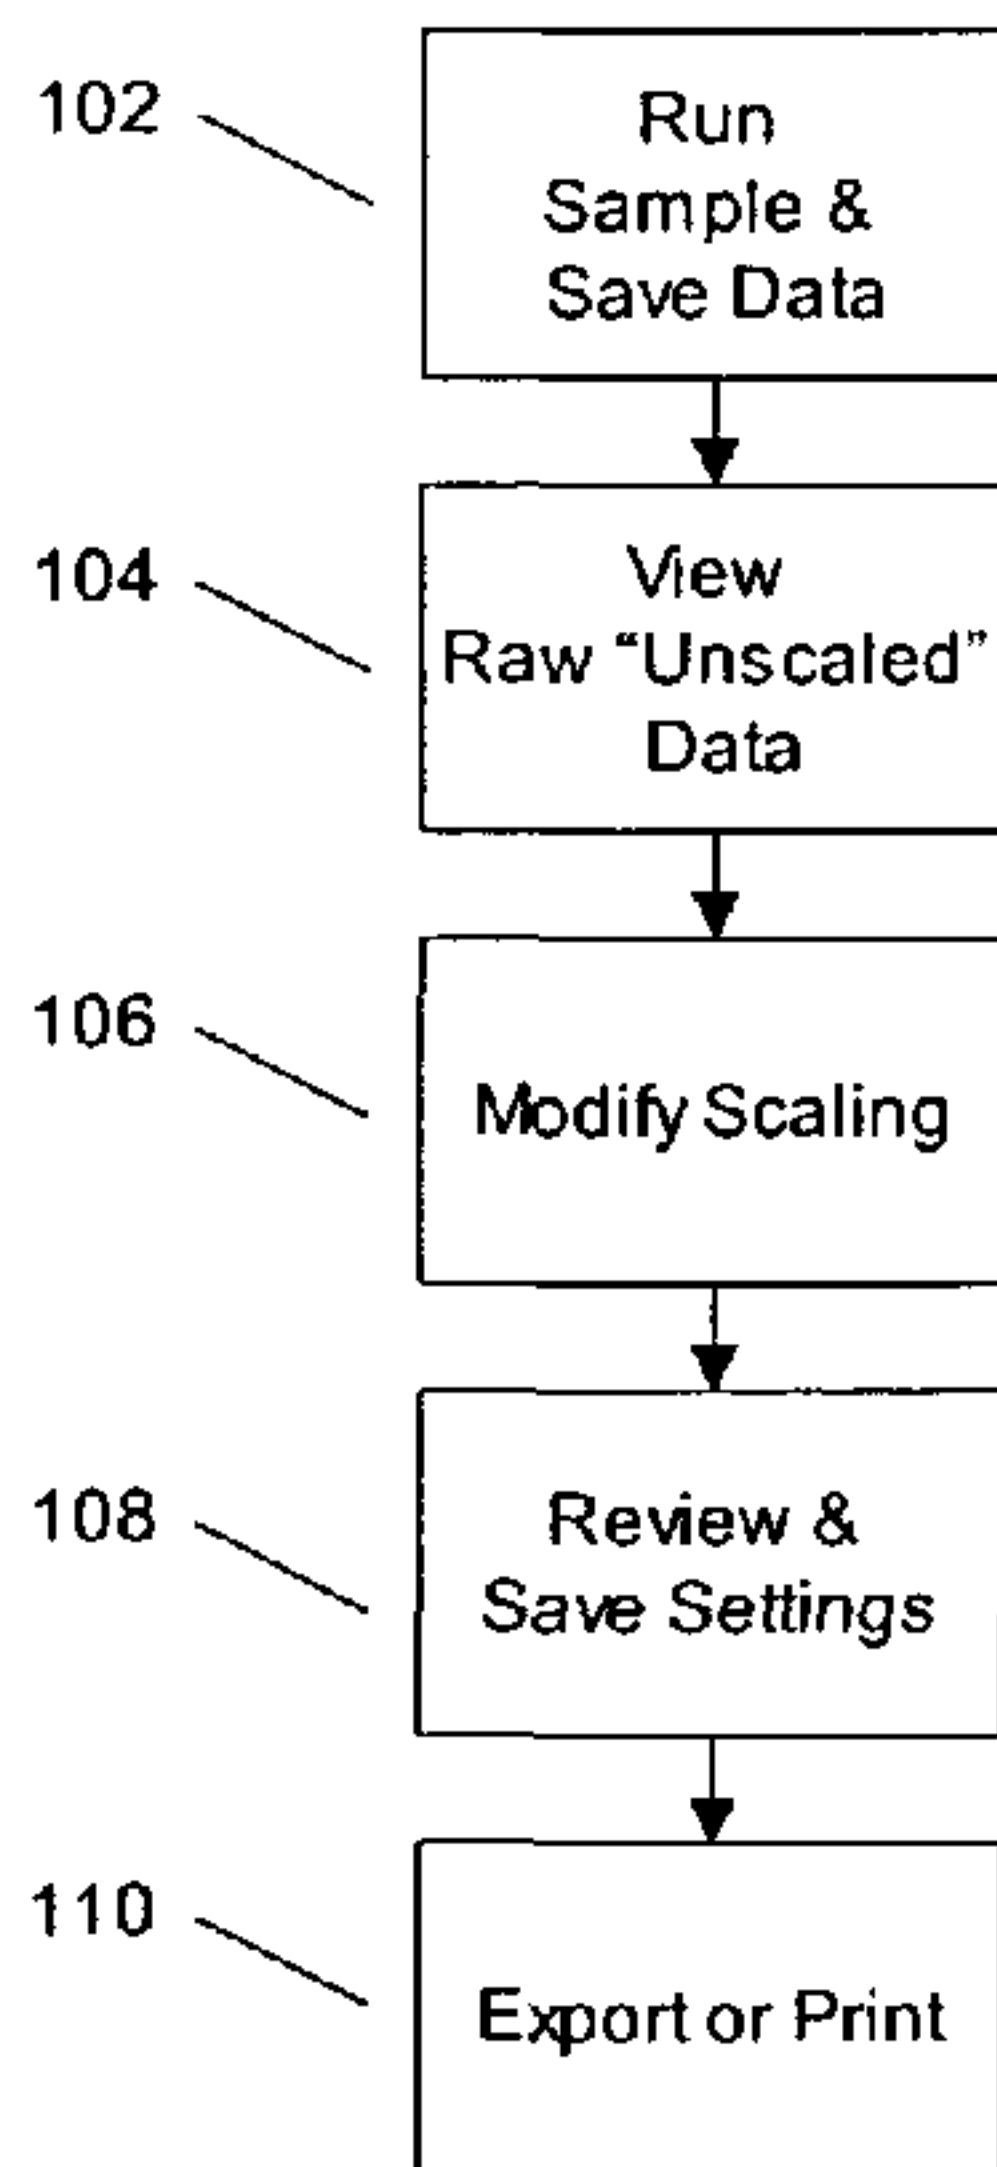 102
Run
Sample &
Save Data
104
View
Raw “Unscaled”
Data
106
Modify Scaling
108
Review &
Save Settings
110
Export or Print